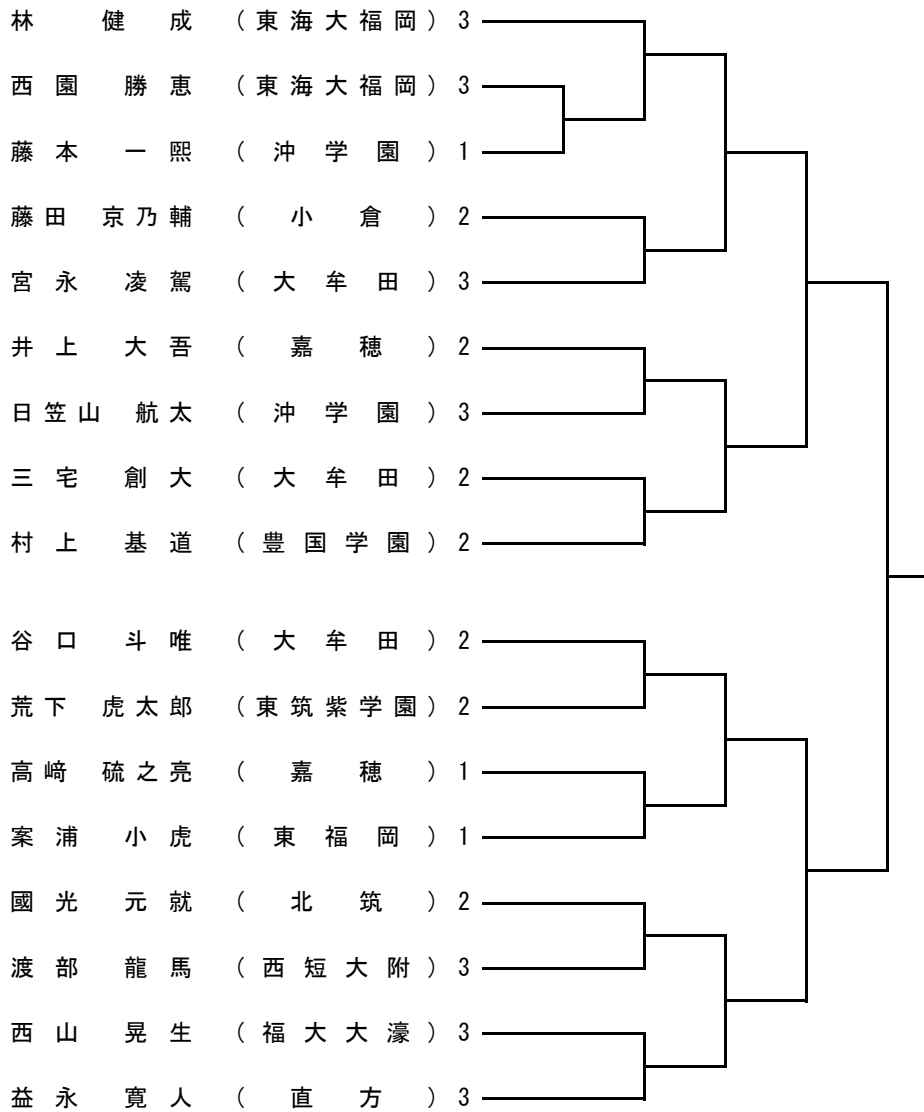 林 健成 （東海大福岡） 3
西園 勝恵 （東海大福岡） 3
藤本 一熙 （沖学園） 1
藤田 京乃輔 （小倉） 2
宮永 凌駕 （大牟田） 3
井上 大吾 （嘉穂） 2
日笠山 航太 （沖学園） 3
三宅 創大 （大牟田） 2
村上 基道 （豊国学園） 2
谷口 斗唯 （大牟田） 2
荒下 虎太郎 （東筑紫学園） 2
高﨑 硫之亮 （嘉穂） 1
案浦 小虎 （東福岡） 1
國光 元就 （北筑） 2
渡部 龍馬 （西短大附） 3
西山 晃生 （福大大濠） 3
益永 寛人 （直方） 3